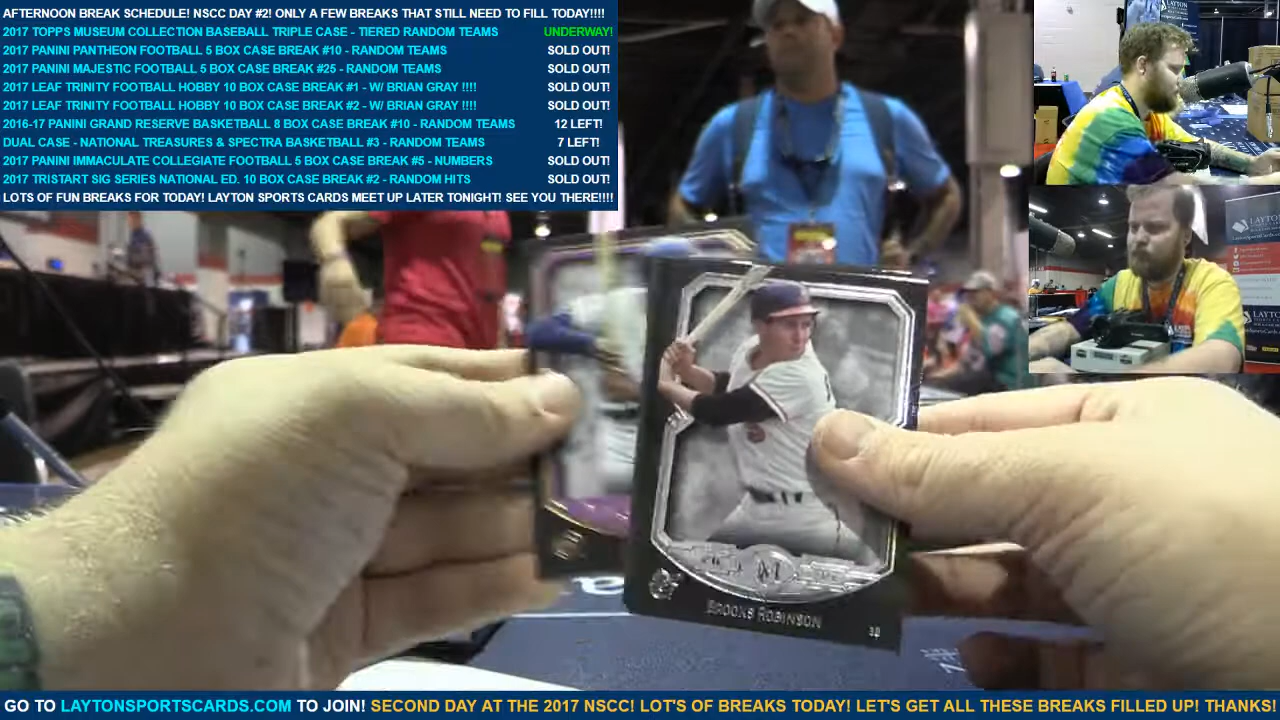 AFTERNOON BREAK SCHEDULE! NSCC DAY #2! ONLY A FEW BREAKS THAT STILL NEED TO FILL TODAY!!!!
2017 TOPPS MUSEUM COLLECTION BASEBALL TRIPLE CASE - TIERED RANDOM TEAMS UNDERWAY!
2017 PANINI PANTHEON FOOTBALL 5 BOX CASE BREAK #10 - RANDOM TEAMS SOLD OUT!
2017 PANINI MAJESTIC FOOTBALL 5 BOX CASE BREAK #25 - RANDOM TEAMS SOLD OUT!
2017 LEAF TRINITY FOOTBALL HOBBY 10 BOX CASE BREAK #1 - W/ BRIAN GRAY !!!! SOLD OUT!
2017 LEAF TRINITY FOOTBALL HOBBY 10 BOX CASE BREAK #2 - W/ BRIAN GRAY !!!! SOLD OUT!
2016-17 PANINI GRAND RESERVE BASKETBALL 8 BOX CASE BREAK #10 - RANDOM TEAMS 12 LEFT!
DUAL CASE - NATIONAL TREASURES & SPECTRA BASKETBALL #3 - RANDOM TEAMS 7 LEFT!
2017 PANINI IMMACULATE COLLEGIATE FOOTBALL 5 BOX CASE BREAK #5 - NUMBERS SOLD OUT!
2017 TRISTART SIG SERIES NATIONAL ED. 10 BOX CASE BREAK #2 - RANDOM HITS SOLD OUT!
LOTS OF FUN BREAKS FOR TODAY! LAYTON SPORTS CARDS MEET UP LATER TONIGHT! SEE YOU THERE!!!!
LAYTON
BROOKS ROBINSON
3B
GO TO LAYTONSPORTSCARDS.COM TO JOIN! SECOND DAY AT THE 2017 NSCC! LOT'S OF BREAKS TODAY! LET'S GET ALL THESE BREAKS FILLED UP! THANKS!